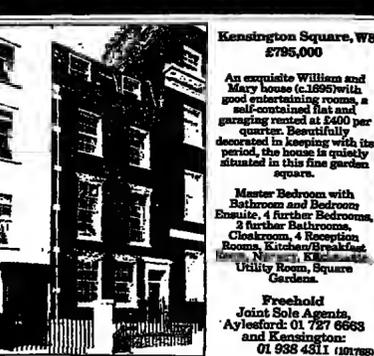 Kensington Square, W8
£795,000
An exquisite William and
Mary house (c.1695)with
good entertaining rooms, a
self-contained flat and
garaging rented at £400 per
quarter. Beautifully
decorated in keeping with its
period, the house is quietly
situated in this fine garden
square.
Master Bedroom with
Bathroom and Bedroom
Ensuite, 4 further Bedrooms,
2 further Bathrooms,
Cloakroom, 4 Reception
Rooms, Kitchen/Breakfast
Utility Room, Square
Gardens.
Freehold
Joint Sole Agents,
Aylesford: 01 727 6663
and Kensington:
01 938 4311